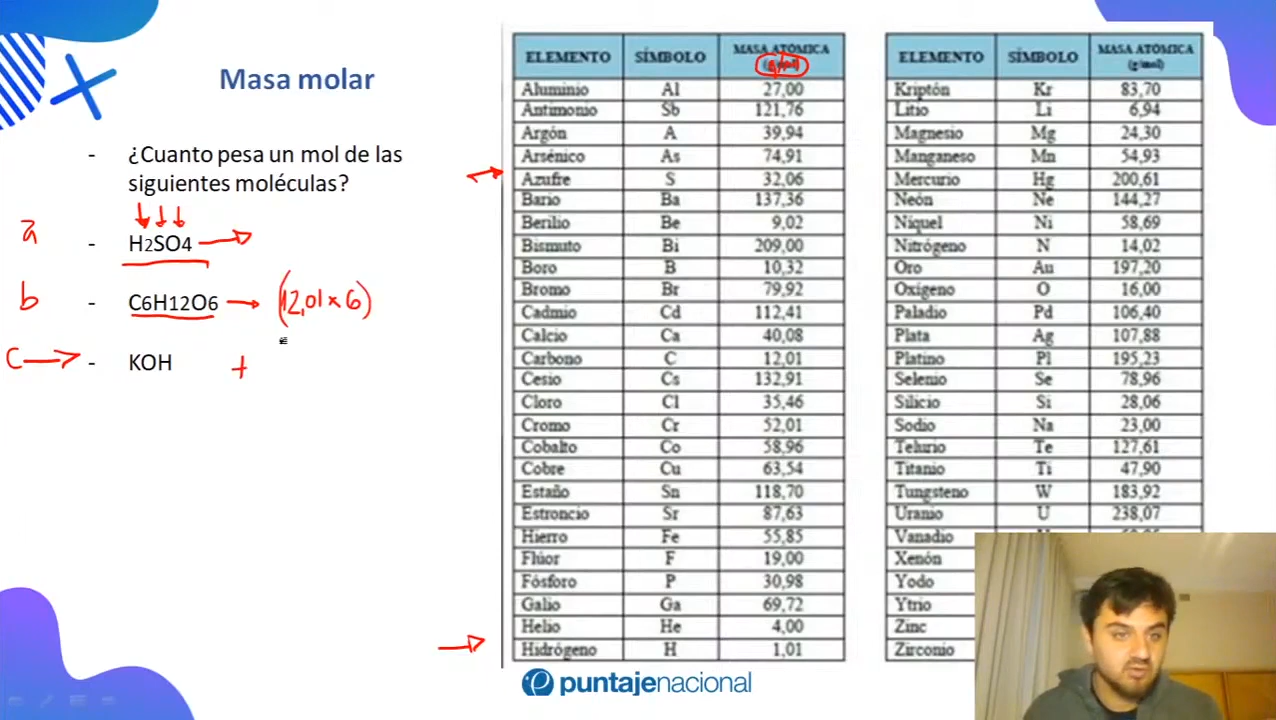 Masa molar
- ¿Cuanto pesa un mol de las
siguientes moléculas?
a - H2SO4
b - C6H12O6 (12,01 x 6)
c - KOH +
ELEMENTO SÍMBOLO MASA ATÓMICA
Aluminio Al 27,00
Antimonio Sb 121,76
Argón A 39,94
Arsénico As 74,91
Azufre S 32,06
Bario Ba 137,36
Berilio Be 9,02
Bismuto Bi 209,00
Boro B 10,32
Bromo Br 79,92
Cadmio Cd 112,41
Calcio Ca 40,08
Carbono C 12,01
Cesio Cs 132,91
Cloro Cl 35,46
Cromo Cr 52,01
Cobalto Co 58,96
Cobre Cu 63,54
Estaño Sn 118,70
Estroncio Sr 87,63
Hierro Fe 55,85
Flúor F 19,00
Fósforo P 30,98
Galio Ga 69,72
Helio He 4,00
Hidrógeno H 1,01
ELEMENTO SÍMBOLO MASA ATÓMICA
(g/mol)
Kriptón Kr 83,70
Litio Li 6,94
Magnesio Mg 24,30
Manganeso Mn 54,93
Mercurio Hg 200,61
Neón Ne 144,27
Níquel Ni 58,69
Nitrógeno N 14,02
Oro Au 197,20
Oxígeno O 16,00
Paladio Pd 106,40
Plata Ag 107,88
Platino Pl 195,23
Selenio Se 78,96
Silicio Si 28,06
Sodio Na 23,00
Telurio Te 127,61
Titanio Ti 47,90
Tungsteno W 183,92
Uranio U 238,07
Vanadio
Xenón
Yodo
Ytrio
Zinc
Zirconio
puntajenacional